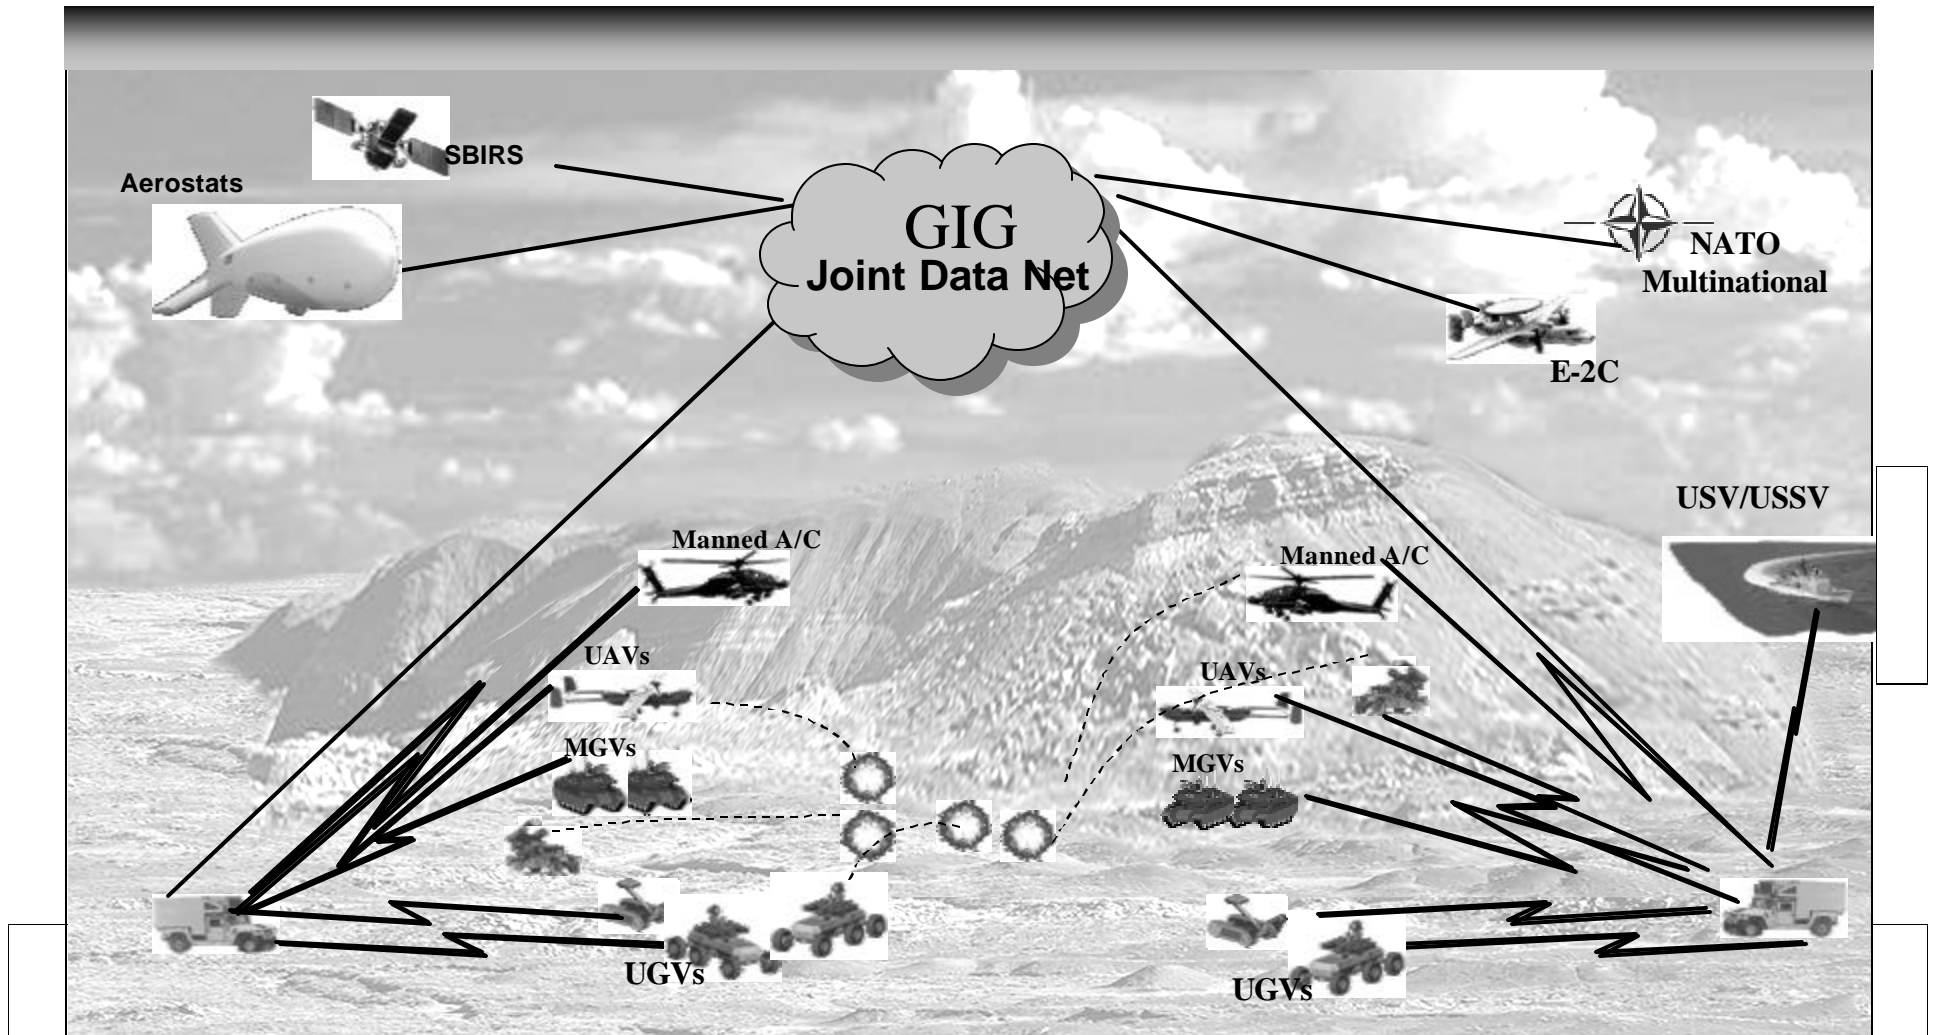 SBIRS
Aerostats
GIG
Joint Data Net
NATO
Multinational
E-2C
USV/USSV
Manned A/C
Manned A/C
UAVs
UAVs
MGVs
MGVs
UGVs
UGVs